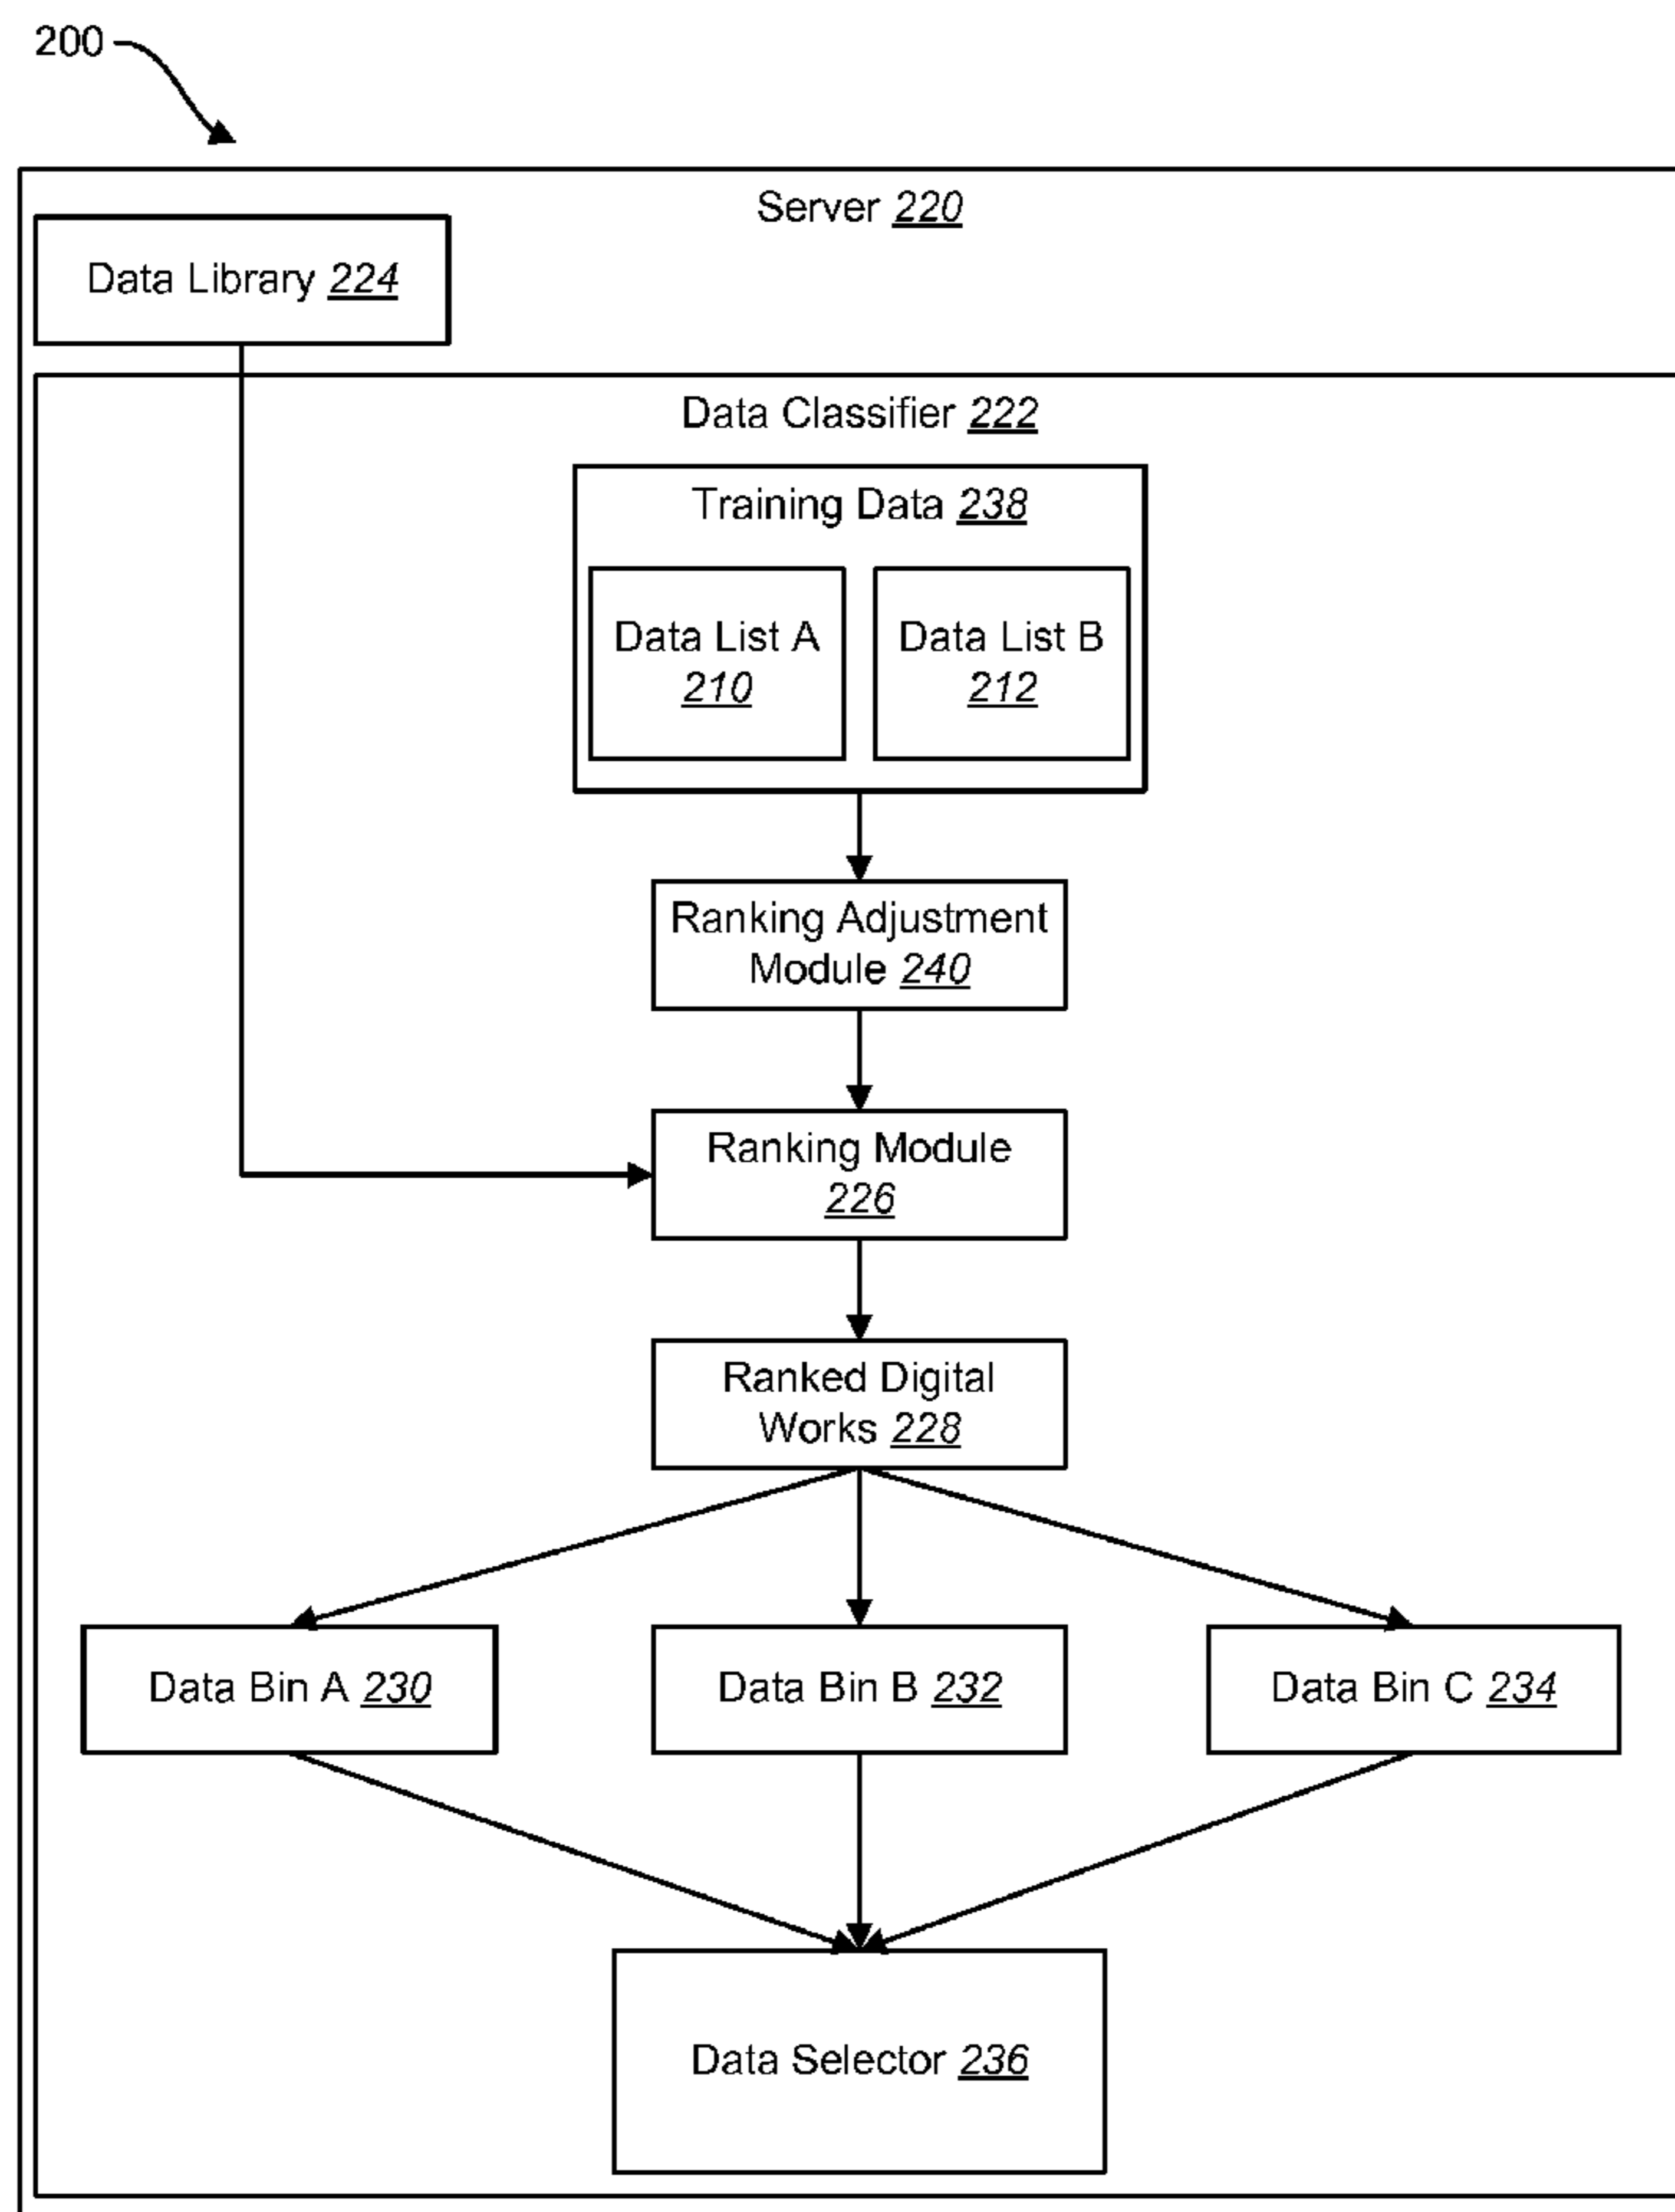 200
Server 220
Data Library 224
Data Classifier 222
Training Data 238
Data List A
210
Data List B
212
Ranking Adjustment
Module 240
Ranking Module
226
Ranked Digital
Works 228
Data Bin A 230
Data Bin B 232
Data Bin C 234
Data Selector 236